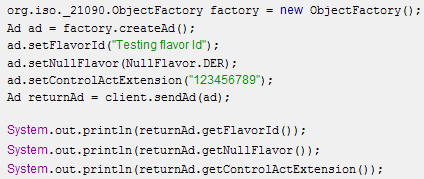 org.iso._21090.ObjectFactory factory = new ObjectFactory();
Ad ad = factory.createAd();
ad.setFlavorId("Testing flavor Id");
ad.setNullFlavor(NullFlavor.DER);
ad.setControlActExtension("123456789");
Ad returnAd = client.sendAd(ad);
System.out.println(returnAd.getFlavorId());
System.out.println(returnAd.getNullFlavor());
System.out.println(returnAd.getControlActExtension());